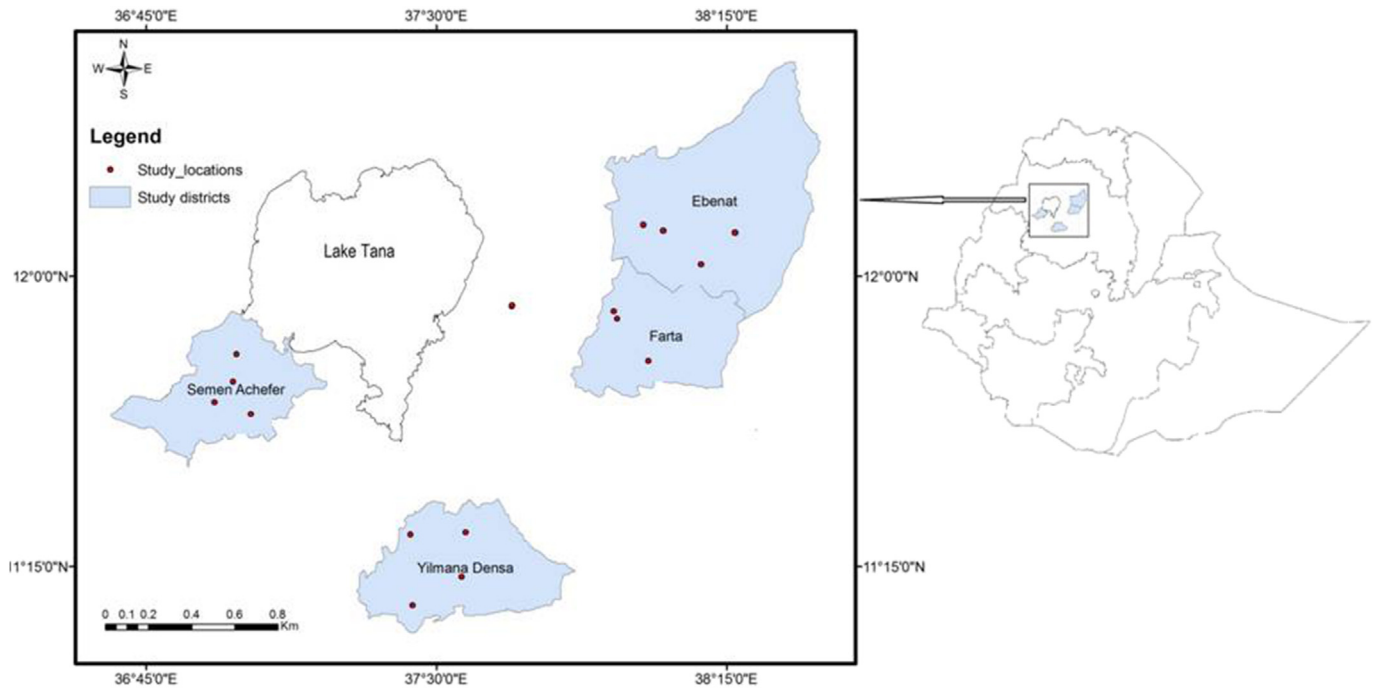 36°45'0"E 37°30'0"E 38°15'0"E
N
W E
S
Legend
Study_locations
Study districts
Ebenat
Lake Tana
12°0'0"N 12°0'0"N
Farta
Semen Achefer
11°15'0"N 11°15'0"N
Yilmana Densa
0 0.1 0.2 0.4 0.6 0.8
Km
36°45'0"E 37°30'0"E 38°15'0"E